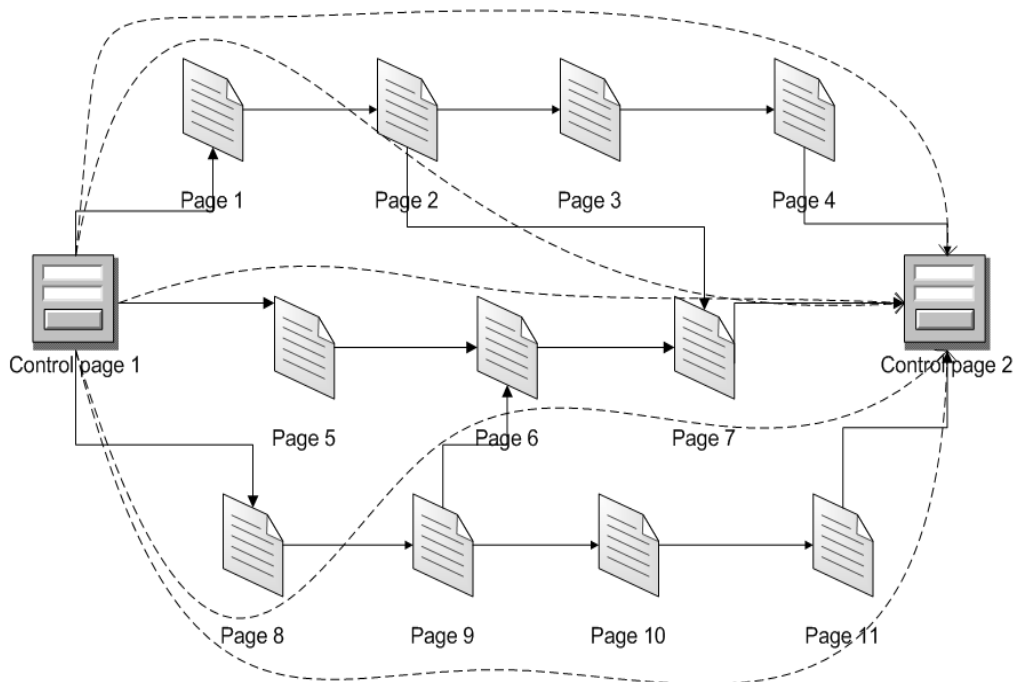 Page 1
Page 2
Page 3
Page 4
Control page 1
Control page 2
Page 5
Page 6
Page 7
Page 8
Page 9
Page 10
Page 11